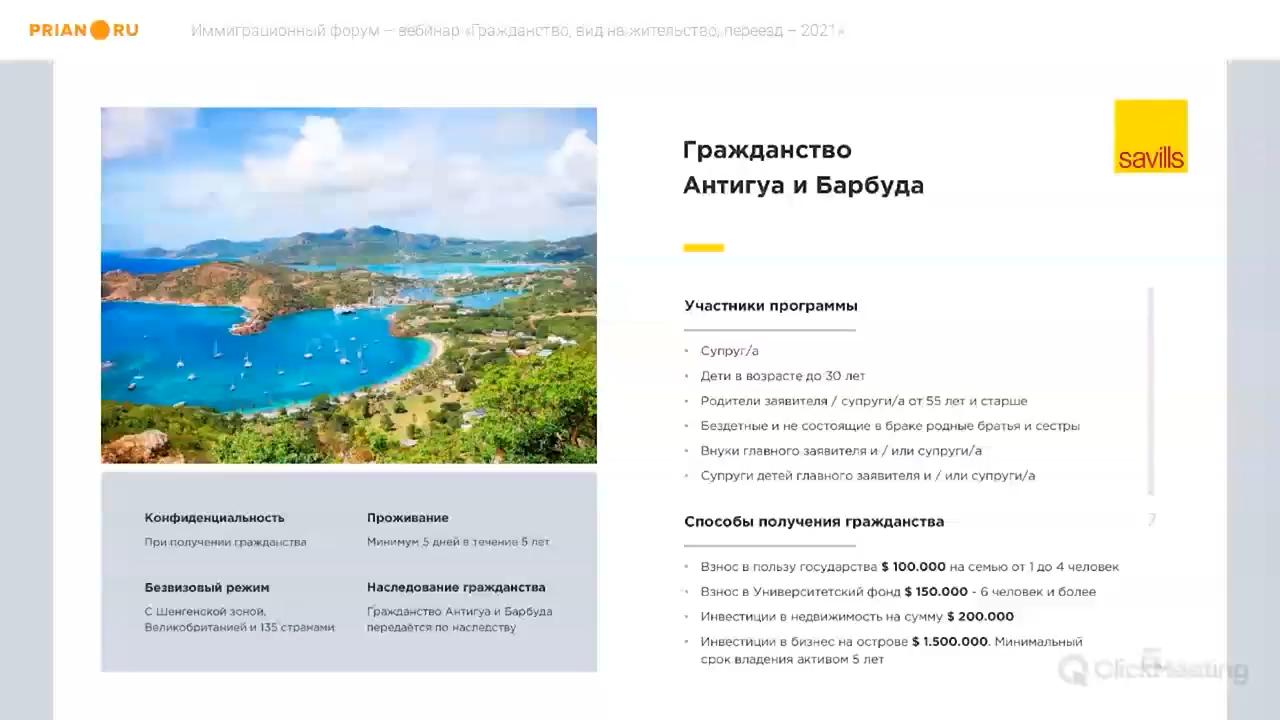 PRIAN RU
Иммиграционный форум – вебинар «Гражданство, вид на жительство, переезд – 2021»
savills
Гражданство
Антигуа и Барбуда
Участники программы
• Супруг/а
• Дети в возрасте до 30 лет
• Родители заявителя / супруги/а от 55 лет и старше
• Бездетные и не состоящие в браке родные братья и сестры
• Внуки главного заявителя и / или супруги/а
• Супруги детей главного заявителя и / или супруги/а
Способы получения гражданства
7
• Взнос в пользу государства $ 100.000 на семью от 1 до 4 человек
• Взнос в Университетский фонд $ 150.000 - 6 человек и более
• Инвестиции в недвижимость на сумму $ 200.000
• Инвестиции в бизнес на острове $ 1.500.000. Минимальный
срок владения активом 5 лет
Конфиденциальность
При получении гражданства
Проживание
Минимум 5 дней в течение 5 лет
Безвизовый режим
С Шенгенской зоной,
Великобританией и 135 странами
Наследование гражданства
Гражданство Антигуа и Барбуда
передаётся по наследству
ClickMeeting